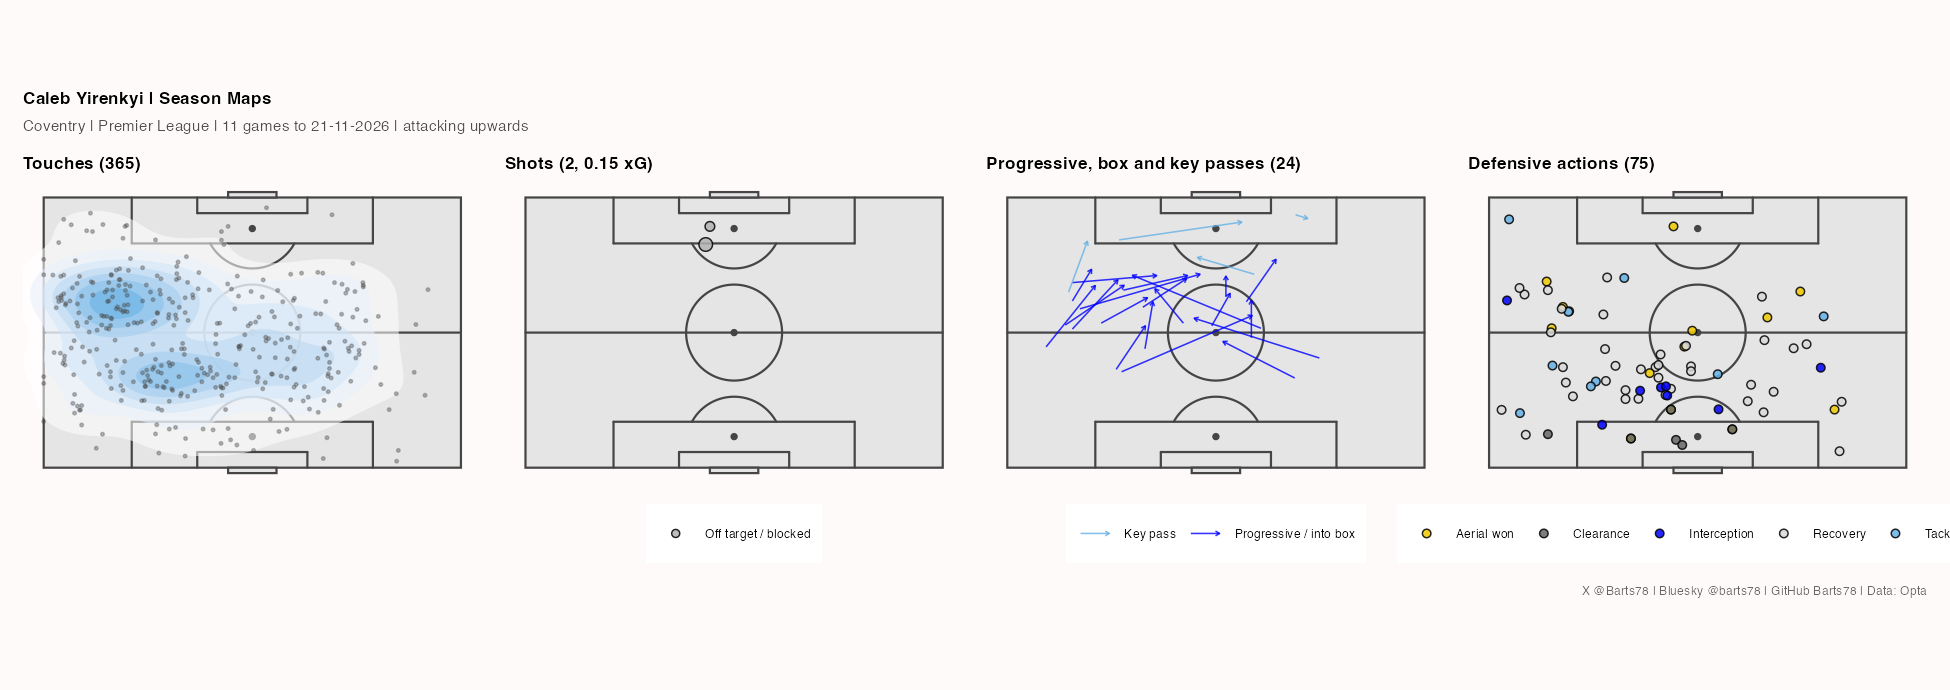 Caleb Yirenkyi | Season Maps
Coventry | Premier League | 11 games to 21-11-2026 | attacking upwards
Touches (365)
Shots (2, 0.15 xG)
Progressive, box and key passes (24)
Defensive actions (75)
Off target / blocked
Key pass
Progressive / into box
Aerial won
Clearance
Interception
Recovery
Tack
X @Barts78 | Bluesky @barts78 | GitHub Barts78 | Data: Opta